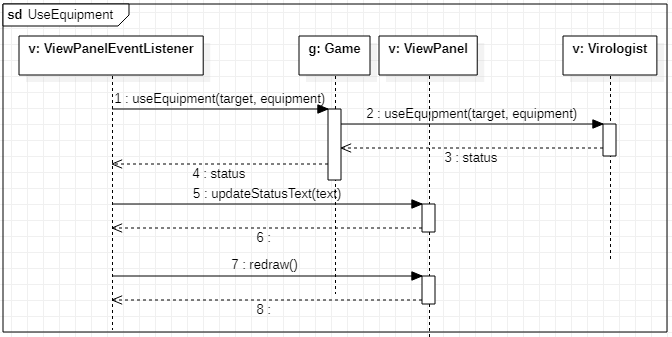 sd UseEquipment
v: ViewPanelEventListener
g: Game
v: ViewPanel
v: Virologist
1 : useEquipment(target, equipment)
2 : useEquipment(target, equipment)
3 : status
4 : status
5 : updateStatusText(text)
6 :
7 : redraw()
8 :